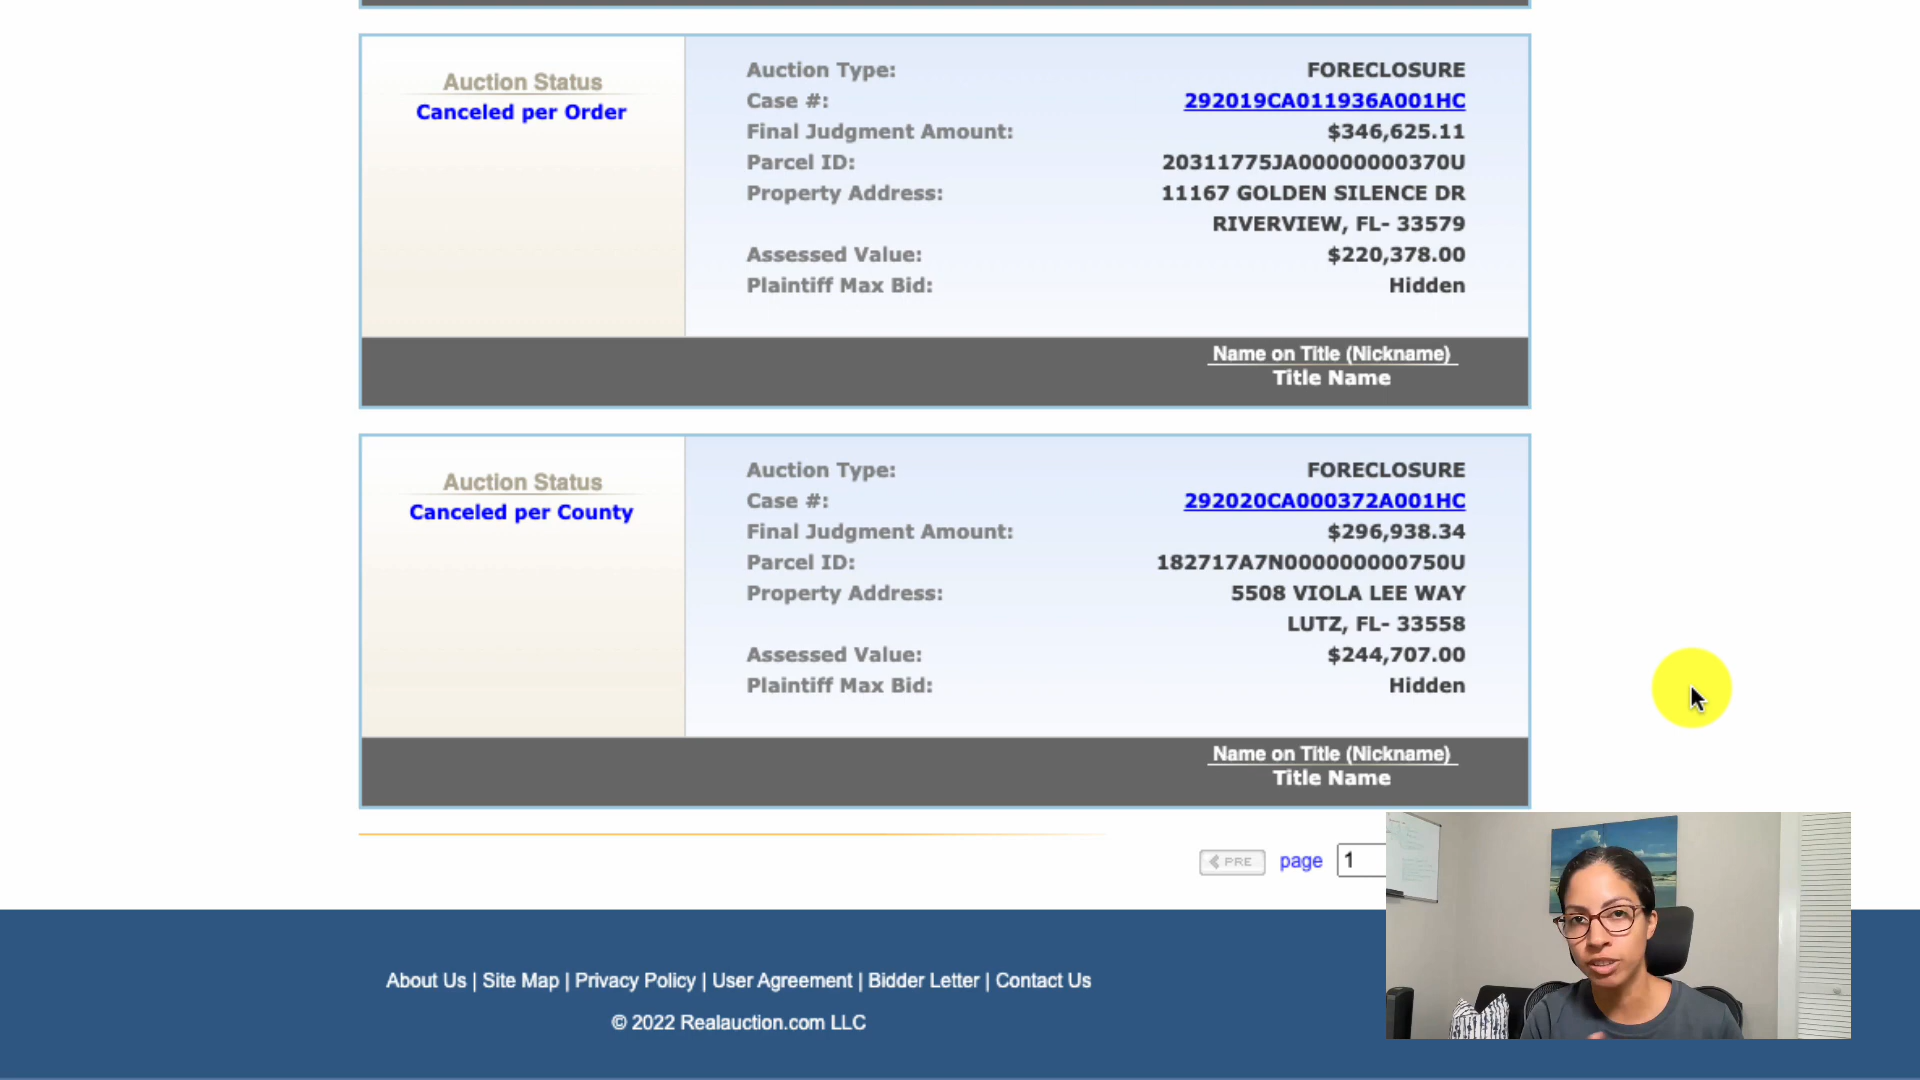 Auction Status
Canceled per Order
Auction Type: FORECLOSURE
Case #: 292019CA011936A001HC
Final Judgment Amount: $346,625.11
Parcel ID: 20311775JA00000000370U
Property Address: 11167 GOLDEN SILENCE DR
RIVERVIEW, FL- 33579
Assessed Value: $220,378.00
Plaintiff Max Bid: Hidden
Name on Title (Nickname)
Title Name
Auction Status
Canceled per County
Auction Type: FORECLOSURE
Case #: 292020CA000372A001HC
Final Judgment Amount: $296,938.34
Parcel ID: 182717A7N000000000750U
Property Address: 5508 VIOLA LEE WAY
LUTZ, FL- 33558
Assessed Value: $244,707.00
Plaintiff Max Bid: Hidden
Name on Title (Nickname)
Title Name
PRE page 1
About Us | Site Map | Privacy Policy | User Agreement | Bidder Letter | Contact Us
© 2022 Realauction.com LLC